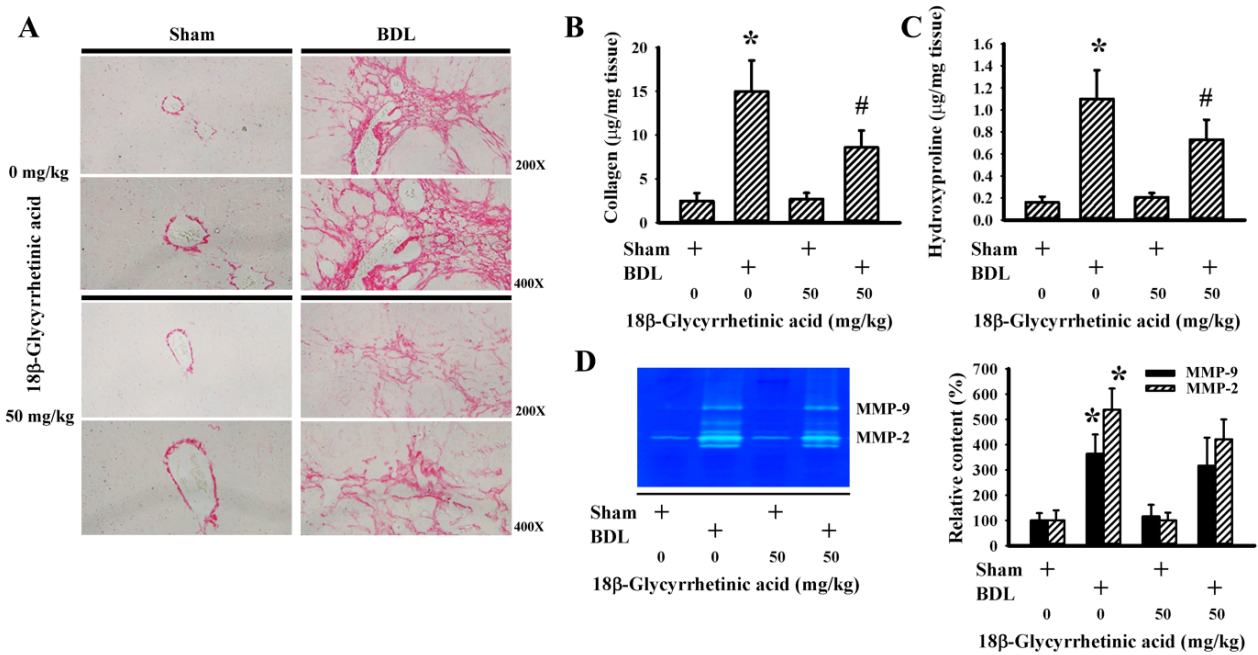 A
Sham BDL
0 mg/kg
200X
400X
18β-Glycyrrhetinic acid
50 mg/kg
200X
400X
B
Collagen (μg/mg tissue)
20
15
10
5
0
*
#
Sham + +
BDL + +
0 0 50 50
18β-Glycyrrhetinic acid (mg/kg)
C
Hydroxyproline (μg/mg tissue)
1.6
1.4
1.2
1.0
0.8
0.6
0.4
0.2
0.0
*
#
Sham + +
BDL + +
0 0 50 50
18β-Glycyrrhetinic acid (mg/kg)
D
MMP-9
MMP-2
Sham + +
BDL + +
0 0 50 50
18β-Glycyrrhetinic acid (mg/kg)
Relative content (%)
700
600
500
400
300
200
100
0
* *
MMP-9
MMP-2
Sham + +
BDL + +
0 0 50 50
18β-Glycyrrhetinic acid (mg/kg)